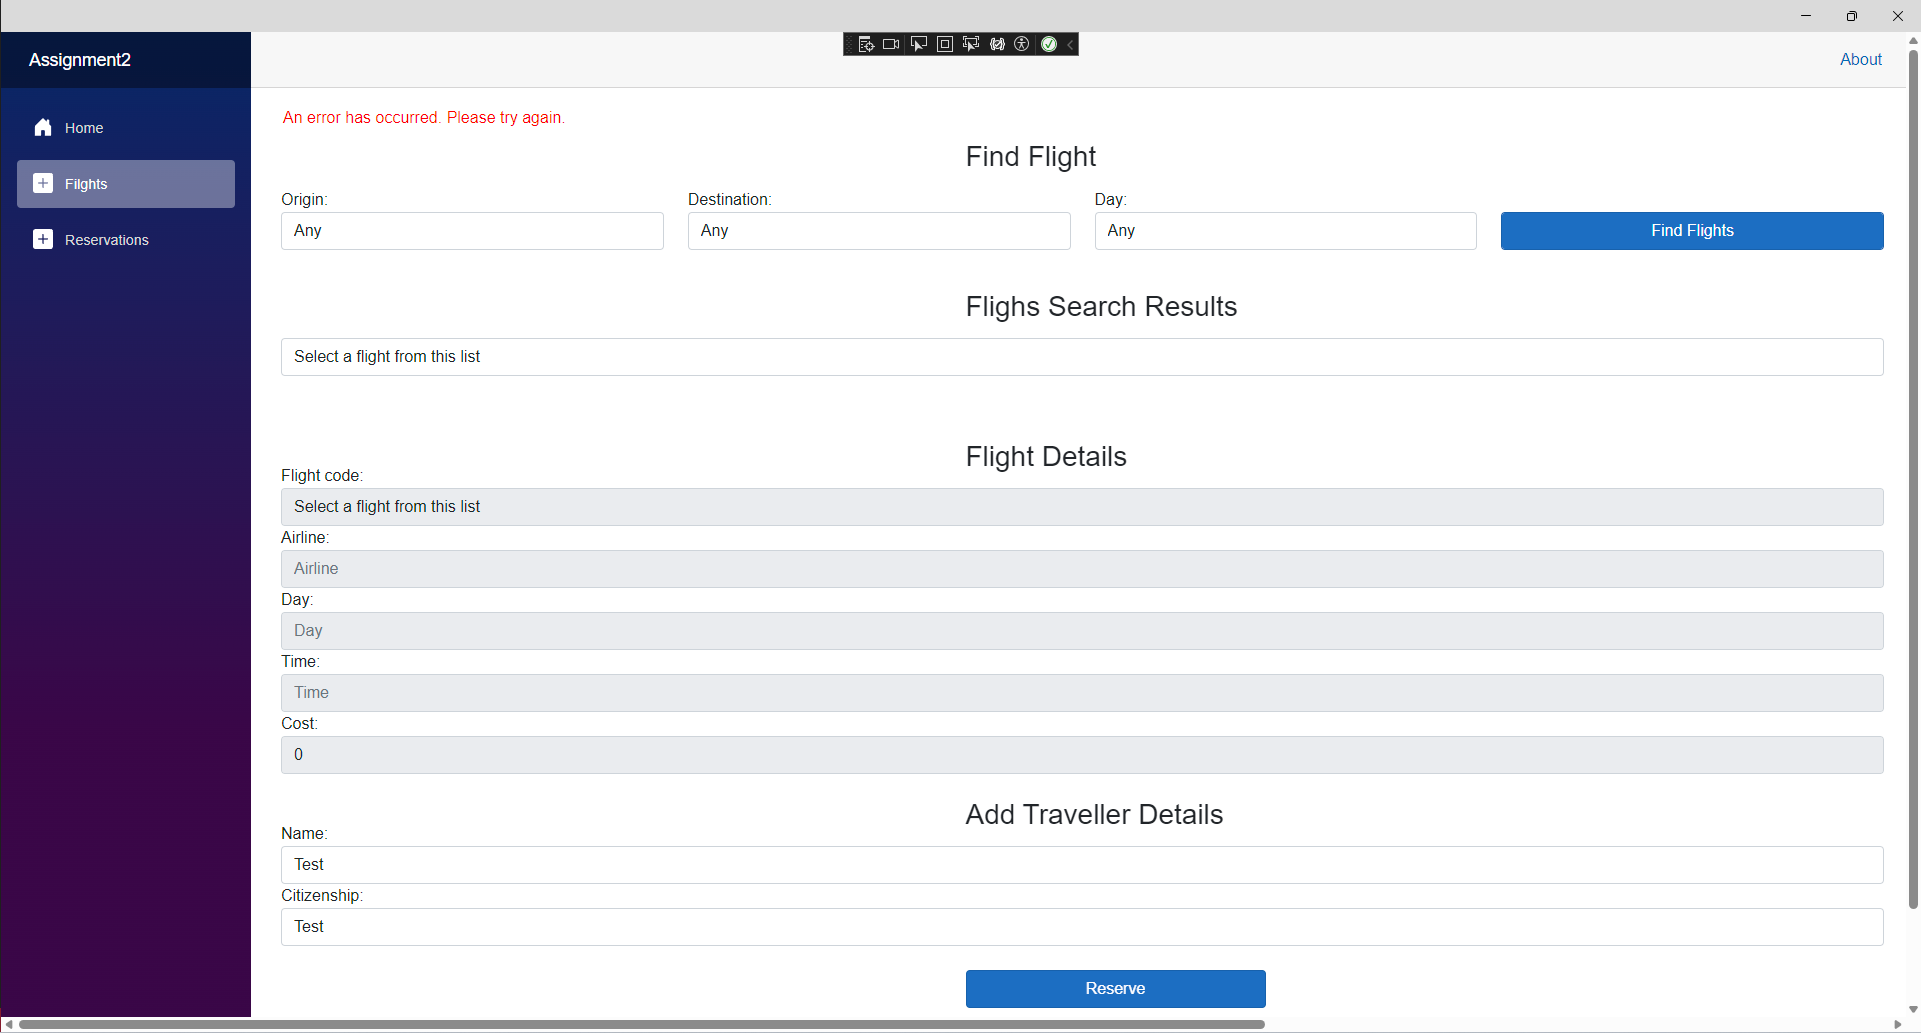 Assignment2
About
Home
Filghts
Reservations
An error has occurred. Please try again.
Find Flight
Origin:
Destination:
Day:
Any
Any
Any
Find Flights
Flighs Search Results
Select a flight from this list
Flight Details
Flight code:
Select a flight from this list
Airline:
Airline
Day:
Day
Time:
Time
Cost:
0
Add Traveller Details
Name:
Test
Citizenship:
Test
Reserve